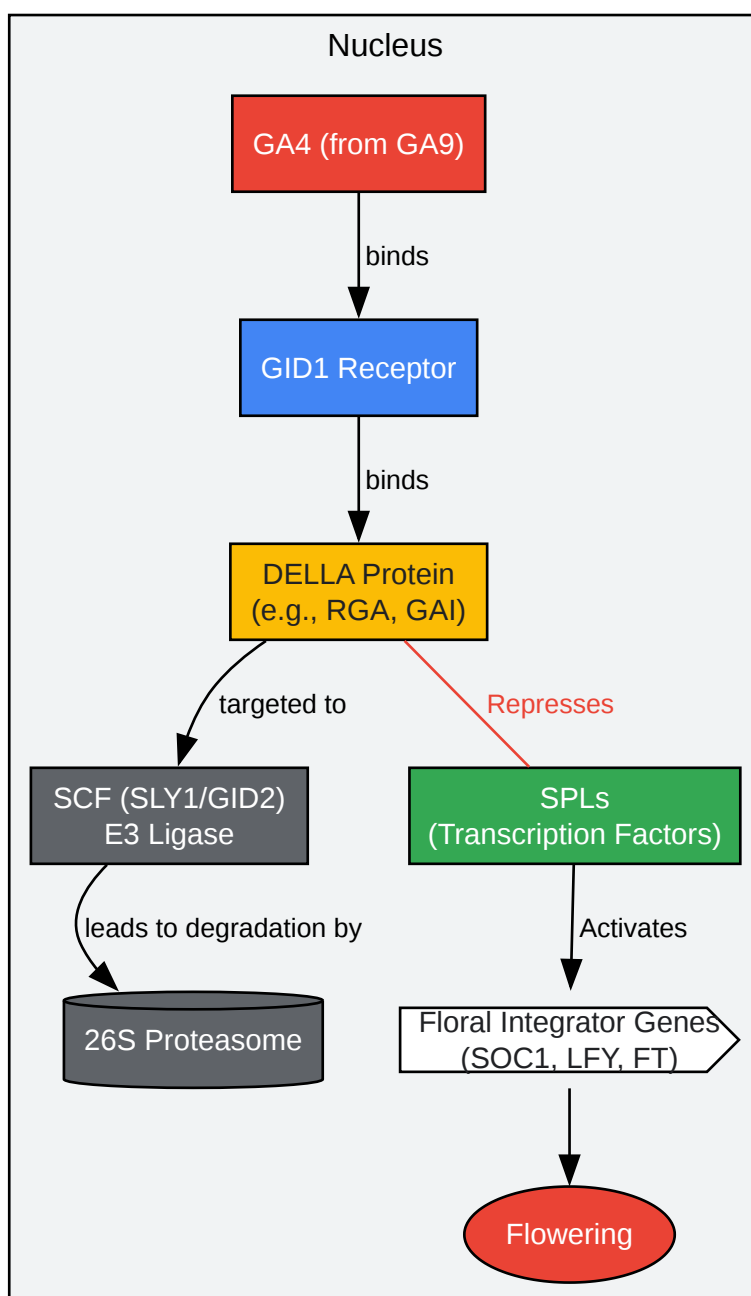 Nucleus
GA4 (from GA9)
binds
GID1 Receptor
binds
DELLA Protein
(e.g., RGA, GAI)
targeted to
Represses
SCF (SLY1/GID2)
E3 Ligase
SPLs
(Transcription Factors)
leads to degradation by
Activates
26S Proteasome
Floral Integrator Genes
(SOC1, LFY, FT)
Flowering